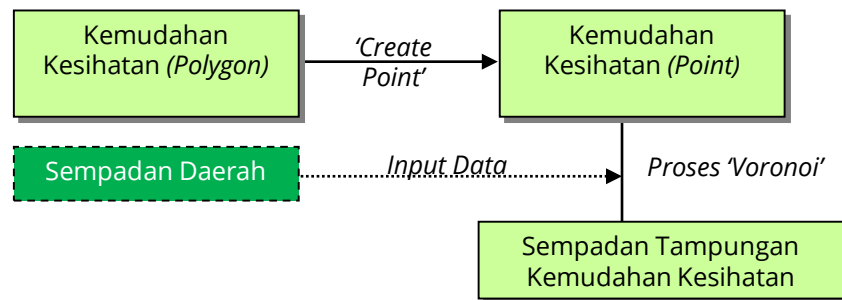 Kemudahan
Kesihatan (Polygon)
‘Create
Point’
Kemudahan
Kesihatan (Point)
Sempadan Daerah
Input Data
Proses ‘Voronoi’
Sempadan Tampungan
Kemudahan Kesihatan